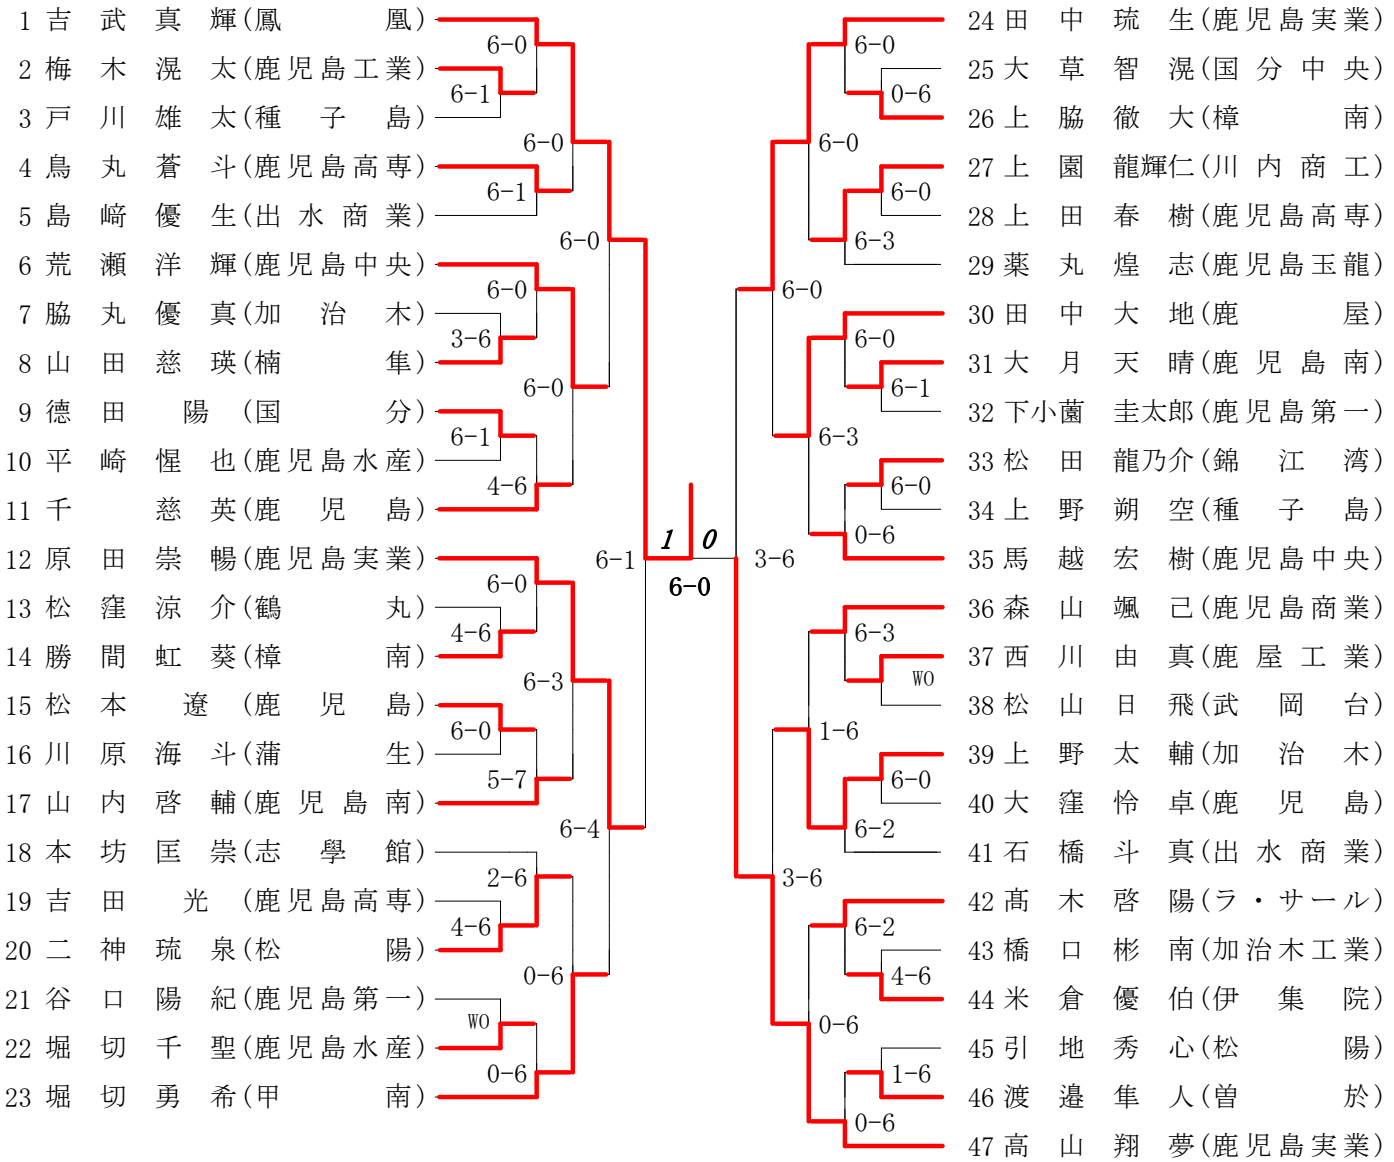 1 吉武真輝(鳳凰)
6-0
2 梅木滉太(鹿児島工業)
6-1
3 戸川雄太(種子島)
6-0
4 鳥丸蒼斗(鹿児島高専)
6-1
5 島﨑優生(出水商業)
6-0
6 荒瀬洋輝(鹿児島中央)
6-0
7 脇丸優真(加治木)
3-6
8 山田慈瑛(楠隼)
6-0
9 德田陽(国分)
6-1
10 平崎惺也(鹿児島水産)
4-6
11 千慈英(鹿児島)
6-1
12 原田崇暢(鹿児島実業)
6-0
13 松窪涼介(鶴丸)
4-6
14 勝間虹葵(樟南)
6-3
15 松本遼(鹿児島)
6-0
16 川原海斗(蒲生)
5-7
17 山内啓輔(鹿児島南)
6-4
18 本坊匡崇(志學館)
2-6
19 吉田光(鹿児島高専)
4-6
20 二神琉泉(松陽)
0-6
21 谷口陽紀(鹿児島第一)
WO
22 堀切千聖(鹿児島水産)
0-6
23 堀切勇希(甲南)
1 0
6-0
24 田中琉生(鹿児島実業)
6-0
25 大草智滉(国分中央)
0-6
26 上脇徹大(樟南)
6-0
27 上園龍輝仁(川内商工)
6-0
28 上田春樹(鹿児島高専)
6-3
29 薬丸煌志(鹿児島玉龍)
6-0
30 田中大地(鹿屋)
6-0
31 大月天晴(鹿児島南)
6-1
32 下小薗圭太郎(鹿児島第一)
6-3
33 松田龍乃介(錦江湾)
6-0
34 上野朔空(種子島)
0-6
35 馬越宏樹(鹿児島中央)
3-6
36 森山颯己(鹿児島商業)
6-3
37 西川由真(鹿屋工業)
WO
38 松山日飛(武岡台)
1-6
39 上野太輔(加治木)
6-0
40 大窪怜卓(鹿児島)
6-2
41 石橋斗真(出水商業)
3-6
42 髙木啓陽(ラ・サール)
6-2
43 橋口彬南(加治木工業)
4-6
44 米倉優伯(伊集院)
0-6
45 引地秀心(松陽)
1-6
46 渡邉隼人(曽於)
0-6
47 高山翔夢(鹿児島実業)